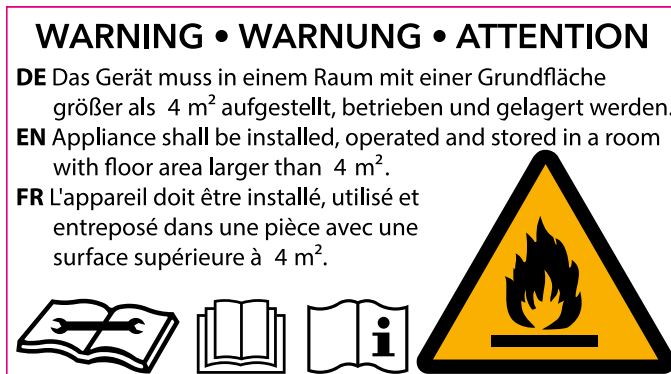 WARNING • WARNUNG • ATTENTION
DE Das Gerät muss in einem Raum mit einer Grundfläche
größer als 4 m² aufgestellt, betrieben und gelagert werden.
EN Appliance shall be installed, operated and stored in a room
with floor area larger than 4 m².
FR L'appareil doit être installé, utilisé et
entreposé dans une pièce avec une
surface supérieure à 4 m².
i